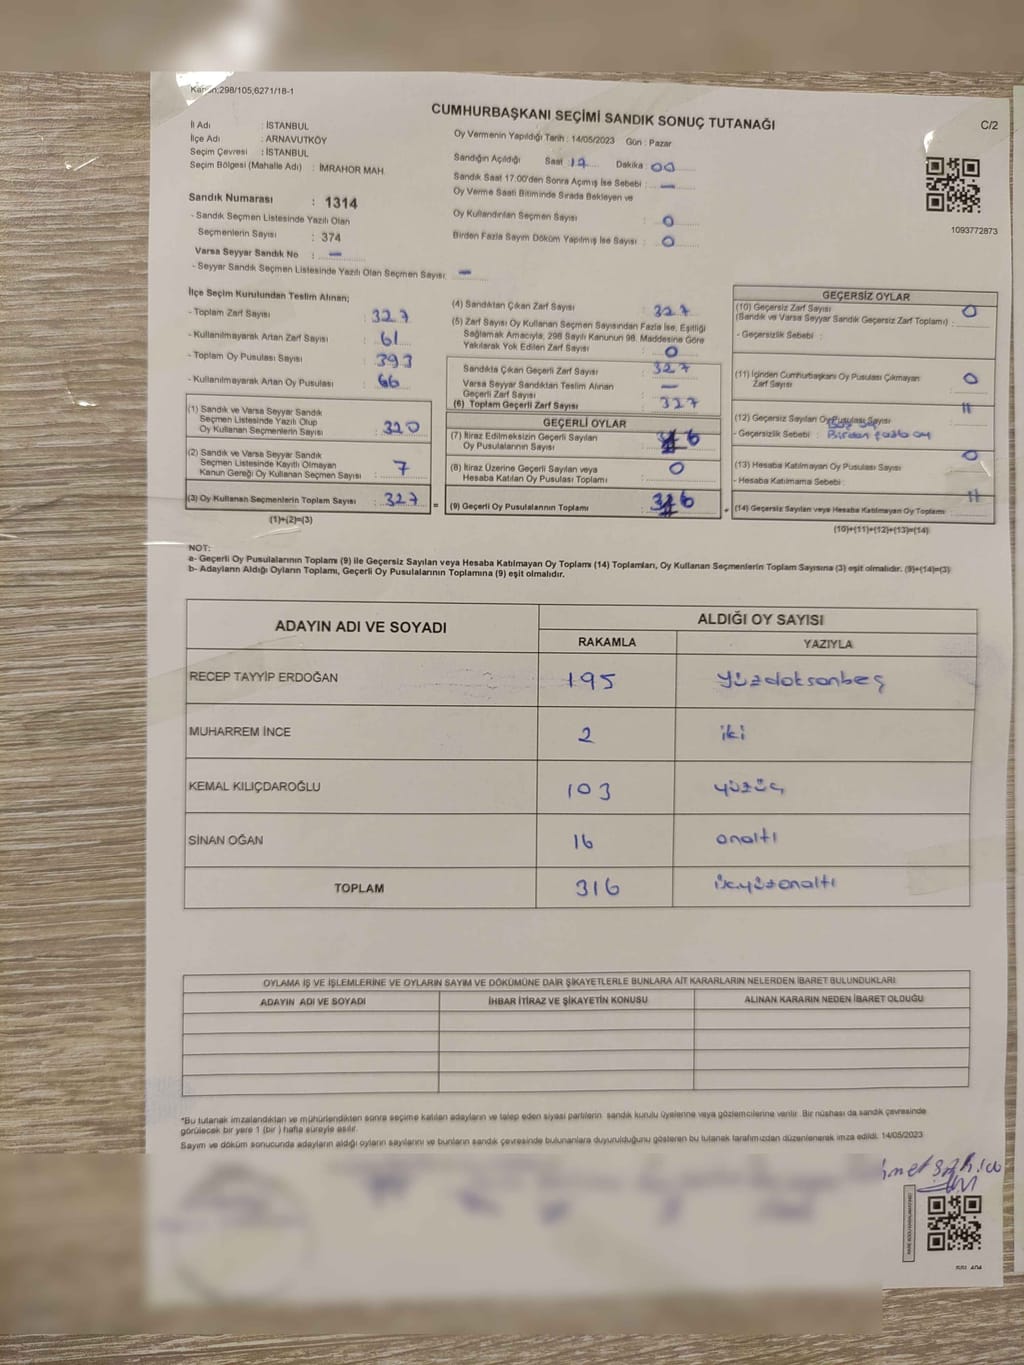 Kanun:298/105;6271/18-1
CUMHURBAŞKANI SEÇİMİ SANDIK SONUÇ TUTANAĞI
C/2
İl Adı : İSTANBUL
İlçe Adı : ARNAVUTKÖY
Seçim Çevresi : İSTANBUL
Seçim Bölgesi (Mahalle Adı) : İMRAHOR MAH.
Oy Vermenin Yapıldığı Tarih : 14/05/2023 Gün : Pazar
Sandığın Açıldığı Saat 17 Dakika : 00
Sandık Saat 17:00'den Sonra Açılmış İse Sebebi : —
Oy Verme Saati Bitiminde Sırada Bekleyen ve
Oy Kullandırılan Seçmen Sayısı : 0
Birden Fazla Sayım Döküm Yapılmış İse Sayısı : 0
1093772873
Sandık Numarası : 1314
- Sandık Seçmen Listesinde Yazılı Olan
Seçmenlerin Sayısı : 374
Varsa Seyyar Sandık No : —
- Seyyar Sandık Seçmen Listesinde Yazılı Olan Seçmen Sayısı: —
İlçe Seçim Kurulundan Teslim Alınan;
- Toplam Zarf Sayısı : 327
- Kullanılmayarak Artan Zarf Sayısı : 61
- Toplam Oy Pusulası Sayısı : 393
- Kullanılmayarak Artan Oy Pusulası : 66
(1) Sandık ve Varsa Seyyar Sandık
Seçmen Listesinde Yazılı Olup
Oy Kullanan Seçmenlerin Sayısı : 320
(2) Sandık ve Varsa Seyyar Sandık
Seçmen Listesinde Kayıtlı Olmayan
Kanun Gereği Oy Kullanan Seçmen Sayısı : 7
(3) Oy Kullanan Seçmenlerin Toplam Sayısı : 327
(1)+(2)=(3)
(4) Sandıktan Çıkan Zarf Sayısı : 327
(5) Zarf Sayısı Oy Kullanan Seçmen Sayısından Fazla İse, Eşitliği
Sağlamak Amacıyla, 298 Sayılı Kanunun 98. Maddesine Göre
Yakılarak Yok Edilen Zarf Sayısı : 0
Sandıkta Çıkan Geçerli Zarf Sayısı : 327
Varsa Seyyar Sandıktan Teslim Alınan
Geçerli Zarf Sayısı : —
(6) Toplam Geçerli Zarf Sayısı : 327
GEÇERLİ OYLAR
(7) İtiraz Edilmeksizin Geçerli Sayılan
Oy Pusulalarının Sayısı : 316
(8) İtiraz Üzerine Geçerli Sayılan veya
Hesaba Katılan Oy Pusulası Toplamı : 0
(9) Geçerli Oy Pusulalarının Toplamı : 316
GEÇERSİZ OYLAR
(10) Geçersiz Zarf Sayısı 0
(Sandık ve Varsa Seyyar Sandık Geçersiz Zarf Toplamı) :
- Geçersizlik Sebebi :
(11) İçinden Cumhurbaşkanı Oy Pusulası Çıkmayan
Zarf Sayısı : 0
11
(12) Geçersiz Sayılan Oy Pusulası Sayısı
- Geçersizlik Sebebi : Birden fazla oy
(13) Hesaba Katılmayan Oy Pusulası Sayısı : 0
- Hesaba Katılmama Sebebi :
(14) Geçersiz Sayılan veya Hesaba Katılmayan Oy Toplamı : 11
(10)+(11)+(12)+(13)=(14)
NOT:
a- Geçerli Oy Pusulalarının Toplamı (9) ile Geçersiz Sayılan veya Hesaba Katılmayan Oy Toplamı (14) Toplamları, Oy Kullanan Seçmenlerin Toplam Sayısına (3) eşit olmalıdır. (9)+(14)=(3)
b- Adayların Aldığı Oyların Toplamı, Geçerli Oy Pusulalarının Toplamına (9) eşit olmalıdır.
ADAYIN ADI VE SOYADI ALDIĞI OY SAYISI
RAKAMLA YAZIYLA
RECEP TAYYİP ERDOĞAN 195 yüzdoksanbeş
MUHARREM İNCE 2 iki
KEMAL KILIÇDAROĞLU 103 yüzüç
SİNAN OĞAN 16 onaltı
TOPLAM 316 üçyüzonaltı
OYLAMA İŞ VE İŞLEMLERİNE VE OYLARIN SAYIM VE DÖKÜMÜNE DAİR ŞİKAYETLERLE BUNLARA AİT KARARLARIN NELERDEN İBARET BULUNDUKLARI
ADAYIN ADI VE SOYADI İHBAR İTİRAZ VE ŞİKAYETİN KONUSU ALINAN KARARIN NEDEN İBARET OLDUĞU
*Bu tutanak imzalandıktan ve mühürlendikten sonra seçime katılan adayların ve talep eden siyasi partilerin sandık kurulu üyelerine veya gözlemcilerine verilir. Bir nüshası da sandık çevresinde
görülecek bir yere 1 (bir) hafta süreyle asılır.
Sayım ve döküm sonucunda adayların aldığı oyların sayılarını ve bunların sandık çevresinde bulunanlara duyurulduğunu gösteren bu tutanak tarafımızdan düzenlenerek imza edildi. 14/05/2023